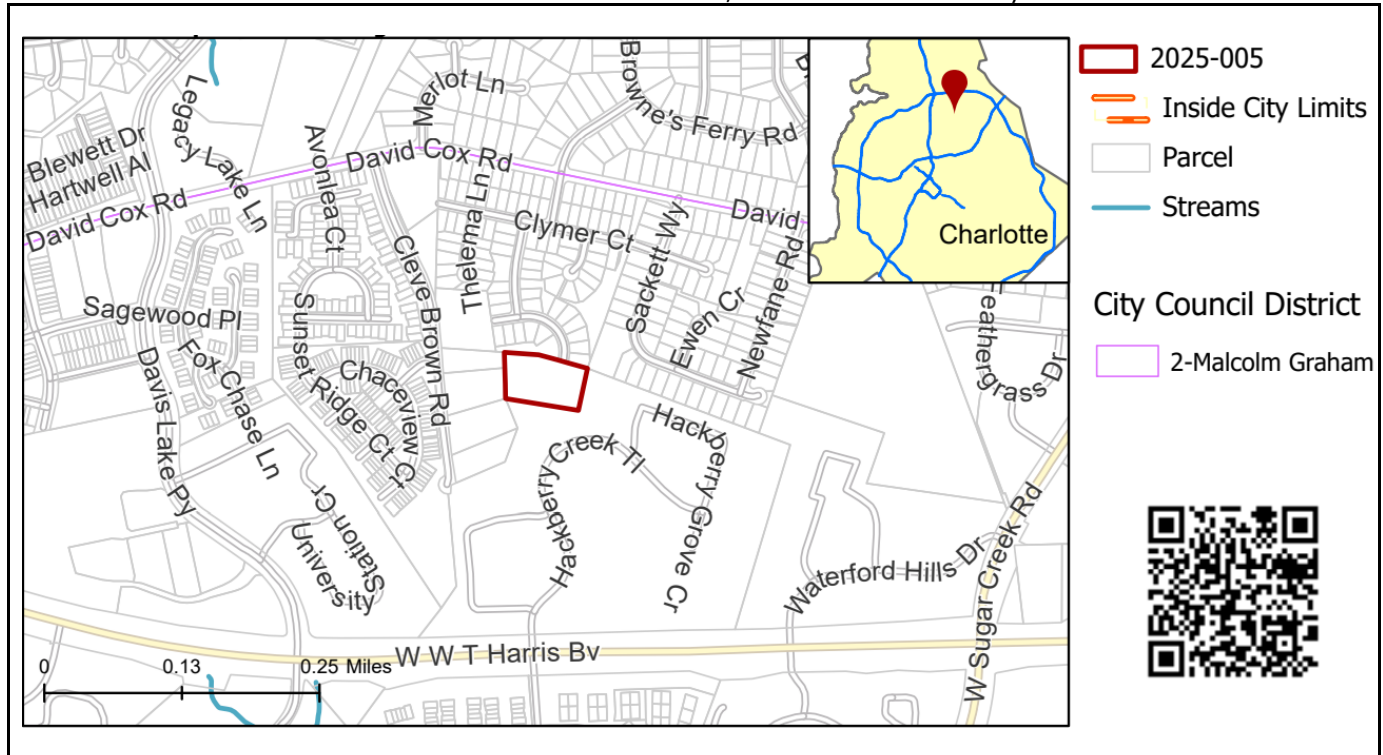 Merlot Ln
Browne's Ferry Rd
Legacy Lake Ln
Blewett Dr
Hartwell Al
Avonlea Ct
David Cox Rd
David Cox Rd
David
Thelema Ln
Clymer Ct
Cleve Brown Rd
Sackett Wy
Ewen Cr
Newfane Rd
Sagewood Pl
Sunset Ridge Ct
Fox Chase Ln
Chaceview Cr
Davis Lake Py
Feathergrass Dr
Hackberry Creek Tl
Hackberry Grove Cr
University
Station Cr
Waterford Hills Dr
W Sugar Creek Rd
W W T Harris Bv
0 0.13 0.25 Miles
Charlotte
2025-005
Inside City Limits
Parcel
Streams
City Council District
2-Malcolm Graham